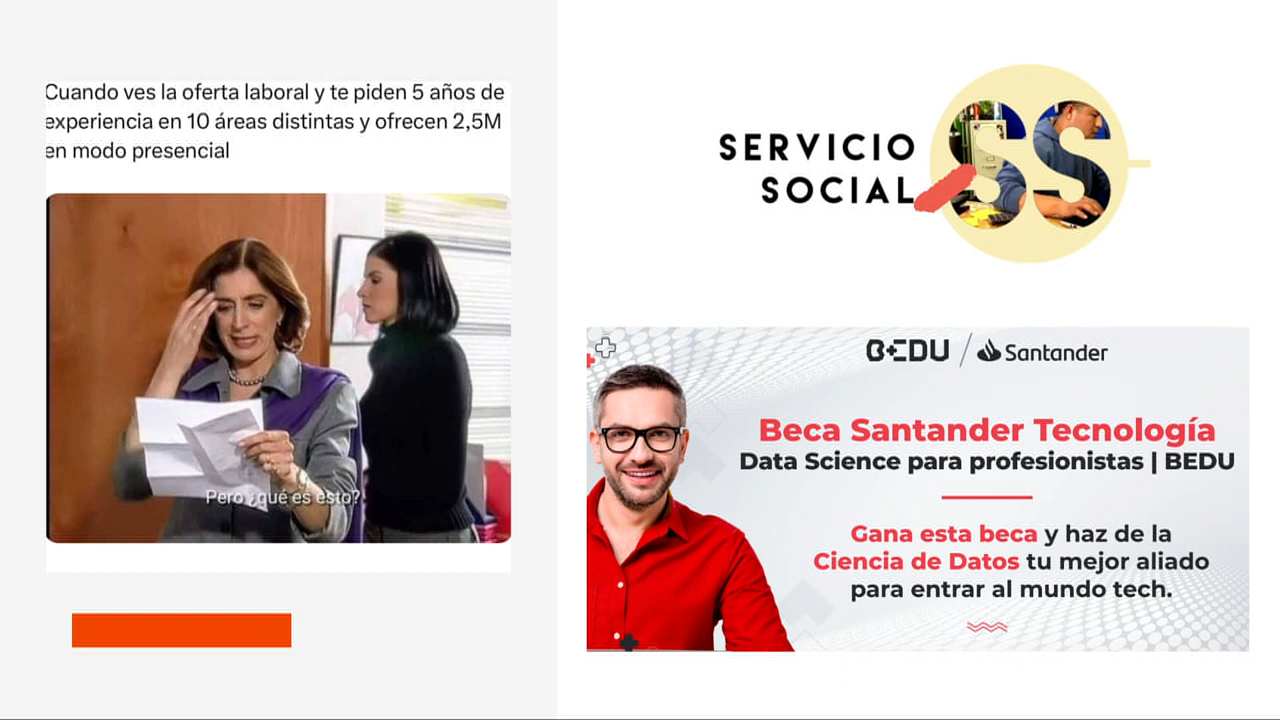 Cuando ves la oferta laboral y te piden 5 años de
experiencia en 10 áreas distintas y ofrecen 2,5M
en modo presencial
Pero ¿qué es esto?
SERVICIO
SOCIAL
SS
BEDU / Santander
Beca Santander Tecnología
Data Science para profesionistas | BEDU
Gana esta beca y haz de la
Ciencia de Datos tu mejor aliado
para entrar al mundo tech.